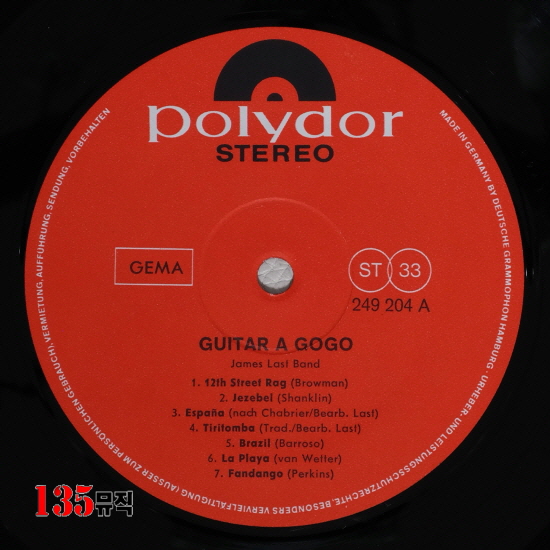 polydor
STEREO
GEMA
ST 33
249 204 A
GUITAR A GOGO
James Last Band
1. 12th Street Rag (Browman)
2. Jezebel (Shanklin)
3. España (nach Chabrier/Bearb. Last)
4. Tiritomba (Trad./Bearb. Last)
5. Brazil (Barroso)
6. La Playa (van Wetter)
7. Fandango (Perkins)
MADE IN GERMANY BY DEUTSCHE GRAMMOPHON HAMBURG · URHEBER- UND LEISTUNGSSCHUTZRECHTE, BESONDERS VERVIELFÄLTIGUNG (AUSSER ZUM PERSÖNLICHEN GEBRAUCH), VERMIETUNG, AUFFÜHRUNG, SENDUNG, VORBEHALTEN
135뮤직